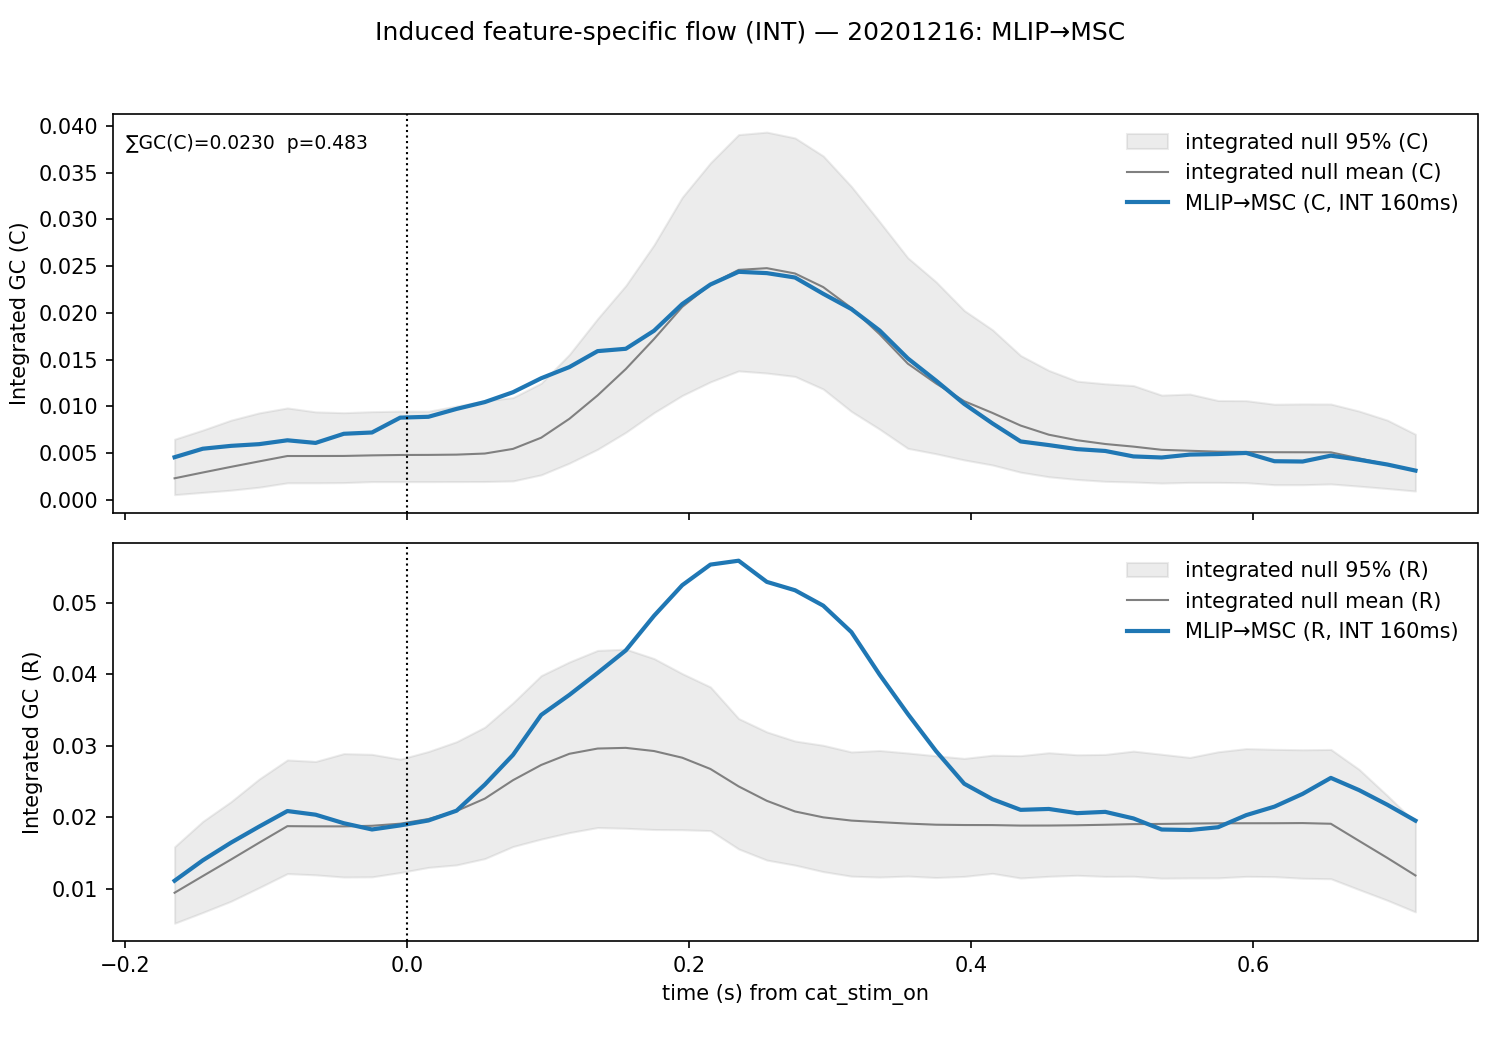 Induced feature-specific flow (INT) — 20201216: MLIP→MSC
∑GC(C)=0.0230  p=0.483
integrated null 95% (C)
integrated null mean (C)
MLIP→MSC (C, INT 160ms)
Integrated GC (C)
0.040
0.035
0.030
0.025
0.020
0.015
0.010
0.005
0.000
integrated null 95% (R)
integrated null mean (R)
MLIP→MSC (R, INT 160ms)
Integrated GC (R)
0.05
0.04
0.03
0.02
0.01
−0.2 0.0 0.2 0.4 0.6
time (s) from cat_stim_on